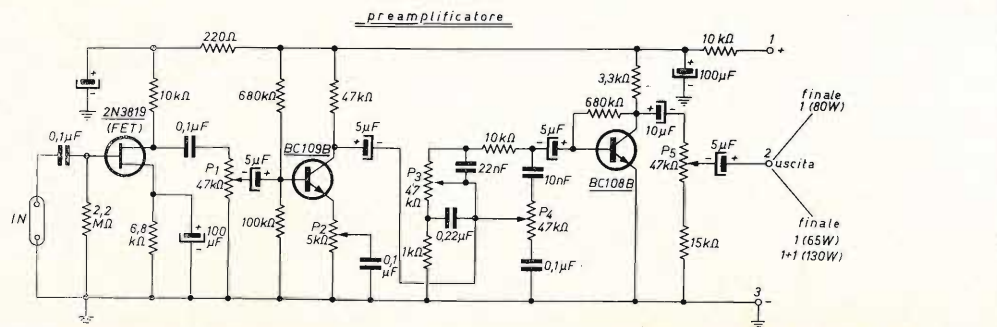 preamplificatore
220Ω
10 kΩ
1
+
+
-
10kΩ
680kΩ
47kΩ
3,3kΩ
+
-
100μF
2N3819
(FET)
0,1μF
0,1μF
P1
47kΩ
5μF
- +
BC109B
5μF
+ -
10kΩ
22nF
5μF
- +
680kΩ
+ -
10μF
BC108B
P5
47kΩ
5μF
- +
2
uscita
finale
1 (80W)
finale
1 (65W)
1+1 (130W)
P3
47
kΩ
10nF
P4
47kΩ
0,22μF
1kΩ
0,1μF
15kΩ
IN
2,2
MΩ
6,8
kΩ
+
-
100
μF
100kΩ
P2
5kΩ
0,1
μF
3
-